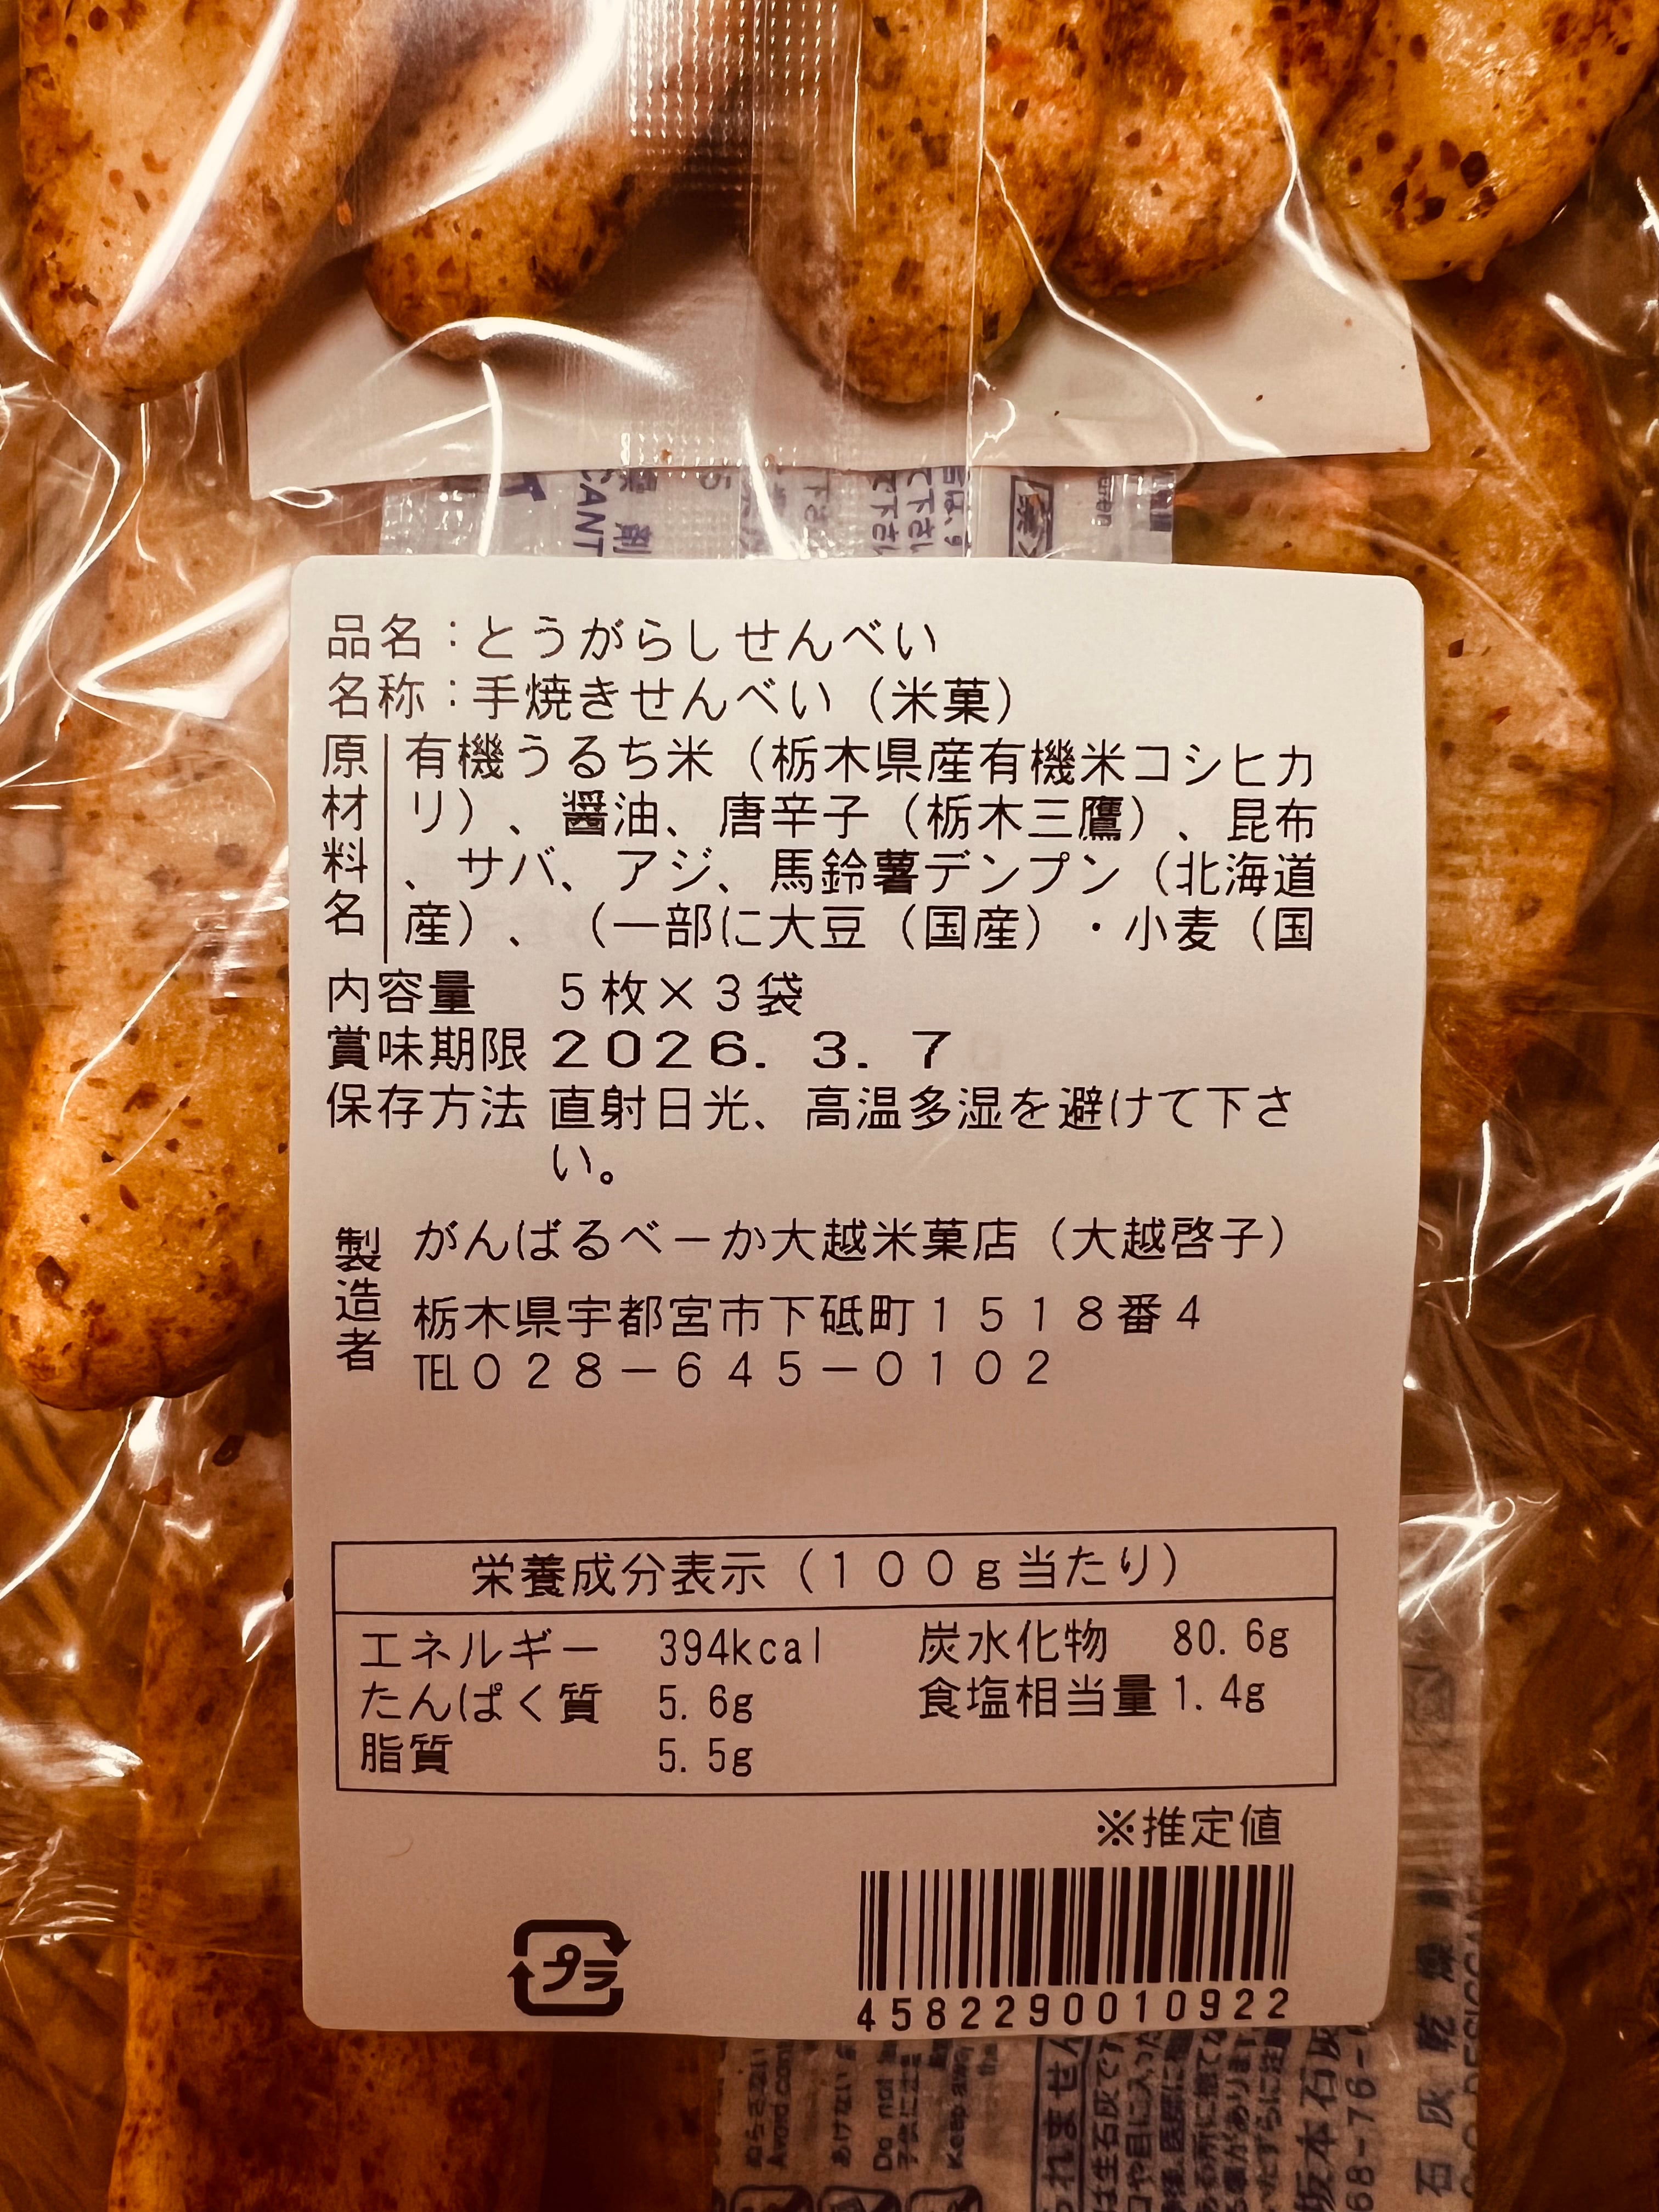 品名:とうがらしせんべい
名称:手焼きせんべい(米菓)
原材料名
有機うるち米(栃木県産有機米コシヒカ
リ)、醤油、唐辛子(栃木三鷹)、昆布
、サバ、アジ、馬鈴薯デンプン(北海道
産)、(一部に大豆(国産)・小麦(国
内容量 5枚×3袋
賞味期限 2026. 3. 7
保存方法 直射日光、高温多湿を避けて下さ
い。
製造者
がんばるべーか大越米菓店(大越啓子)
栃木県宇都宮市下砥町1518番4
TEL028-645-0102
栄養成分表示(100g当たり)
エネルギー 394kcal 炭水化物 80.6g
たんぱく質 5.6g 食塩相当量 1.4g
脂質 5.5g
※推定値
プラ
4582290010922
石灰乾燥剤